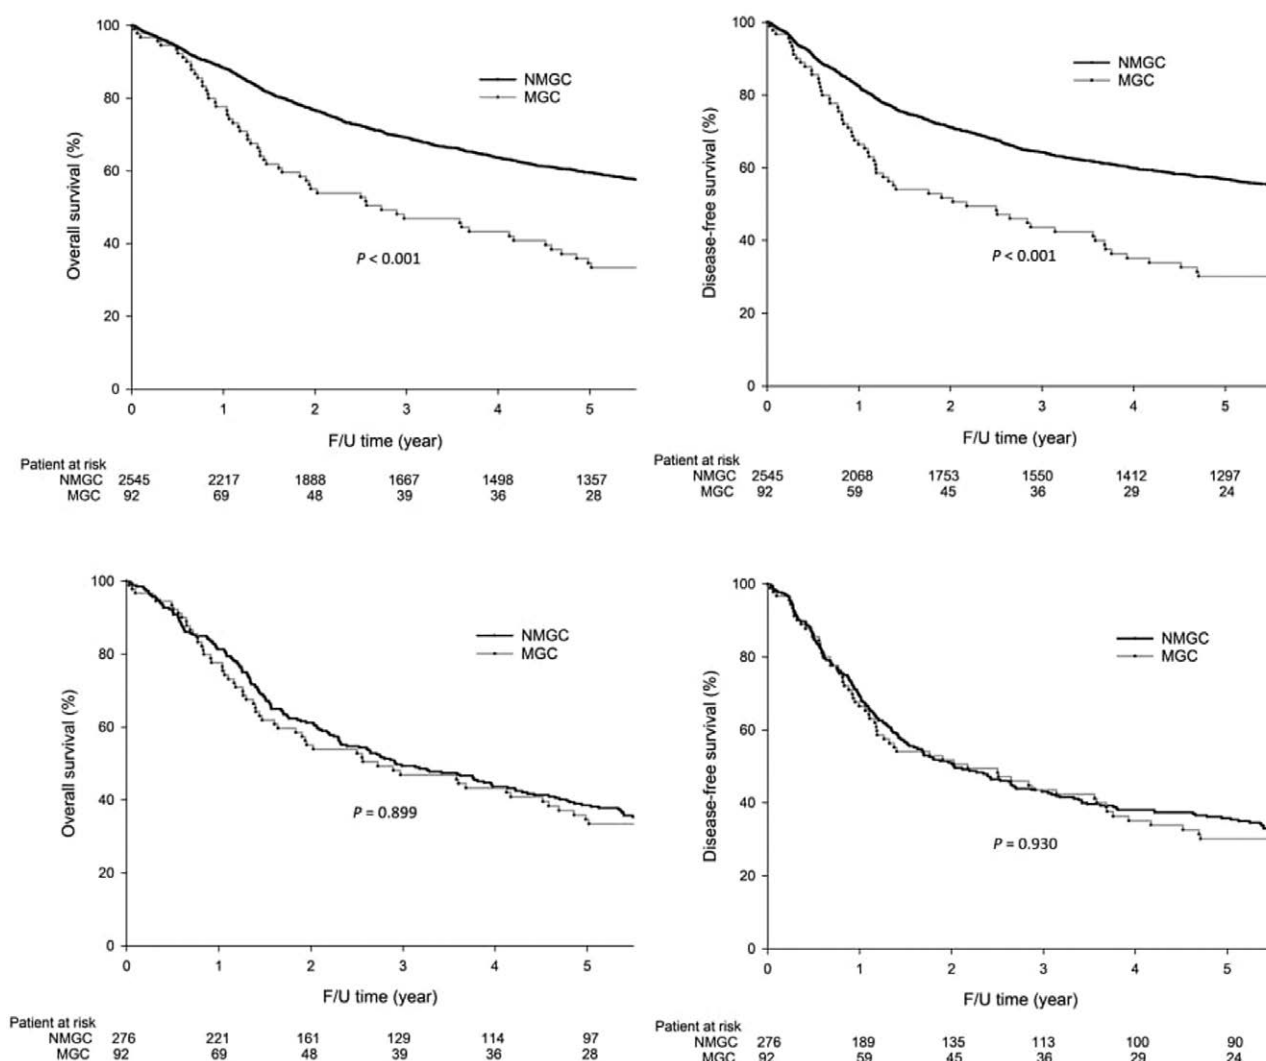 100
80
60
40
20
0
Overall survival (%)
NMGC
MGC
P < 0.001
0 1 2 3 4 5
F/U time (year)
Patient at risk
NMGC 2545 2217 1888 1667 1498 1357
MGC 92 69 48 39 36 28
100
80
60
40
20
0
Disease-free survival (%)
NMGC
MGC
P < 0.001
0 1 2 3 4 5
F/U time (year)
Patient at risk
NMGC 2545 2068 1753 1550 1412 1297
MGC 92 59 45 36 29 24
100
80
60
40
20
0
Overall survival (%)
NMGC
MGC
P = 0.899
0 1 2 3 4 5
F/U time (year)
Patient at risk
NMGC 276 221 161 129 114 97
MGC 92 69 48 39 36 28
100
80
60
40
20
0
Disease-free survival (%)
NMGC
MGC
P = 0.930
0 1 2 3 4 5
F/U time (year)
Patient at risk
NMGC 276 189 135 113 100 90
MGC 92 59 45 36 29 24